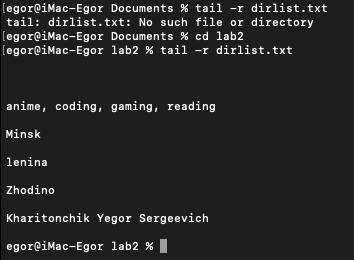 [egor@iMac-Egor Documents % tail -r dirlist.txt
tail: dirlist.txt: No such file or directory
[egor@iMac-Egor Documents % cd lab2
[egor@iMac-Egor lab2 % tail -r dirlist.txt
anime, coding, gaming, reading
Minsk
lenina
Zhodino
Kharitonchik Yegor Sergeevich
egor@iMac-Egor lab2 %